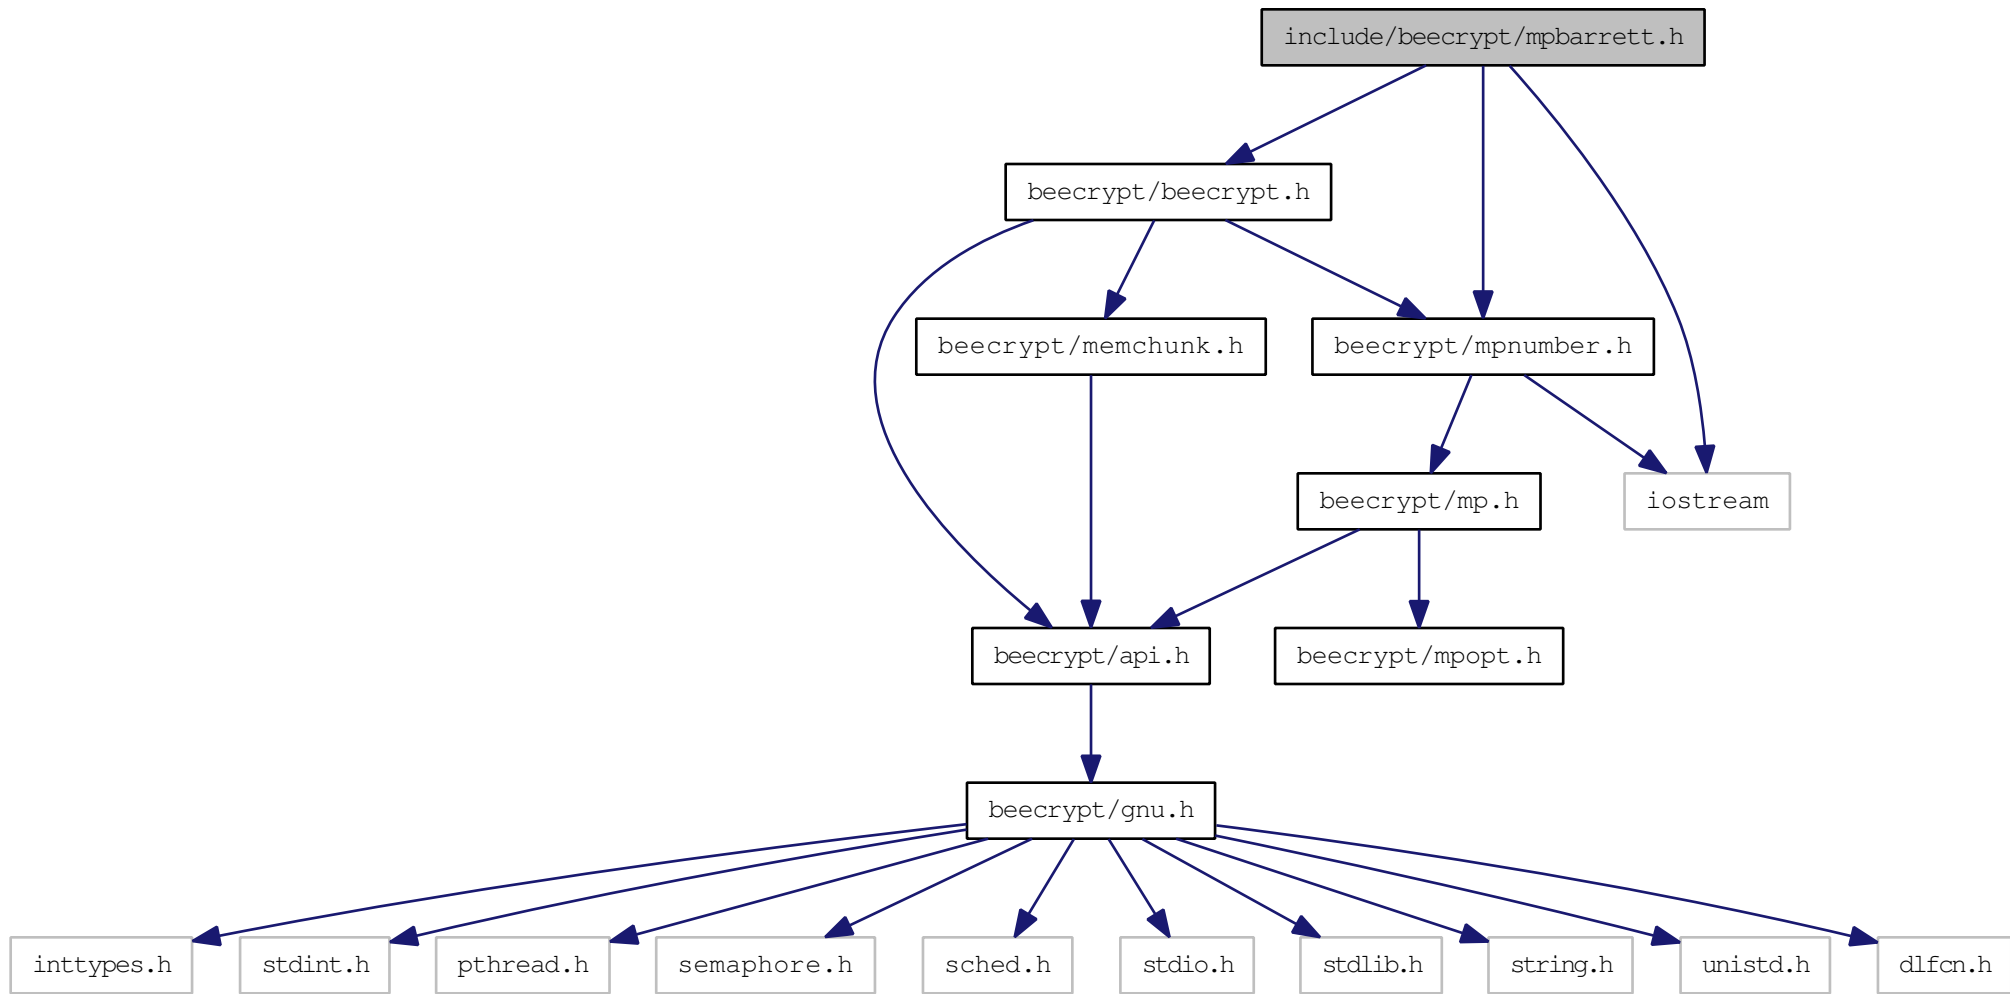 include/beecrypt/mpbarrett.h
beecrypt/beecrypt.h
beecrypt/memchunk.h
beecrypt/mpnumber.h
beecrypt/mp.h
iostream
beecrypt/api.h
beecrypt/mpopt.h
beecrypt/gnu.h
inttypes.h
stdint.h
pthread.h
semaphore.h
sched.h
stdio.h
stdlib.h
string.h
unistd.h
dlfcn.h